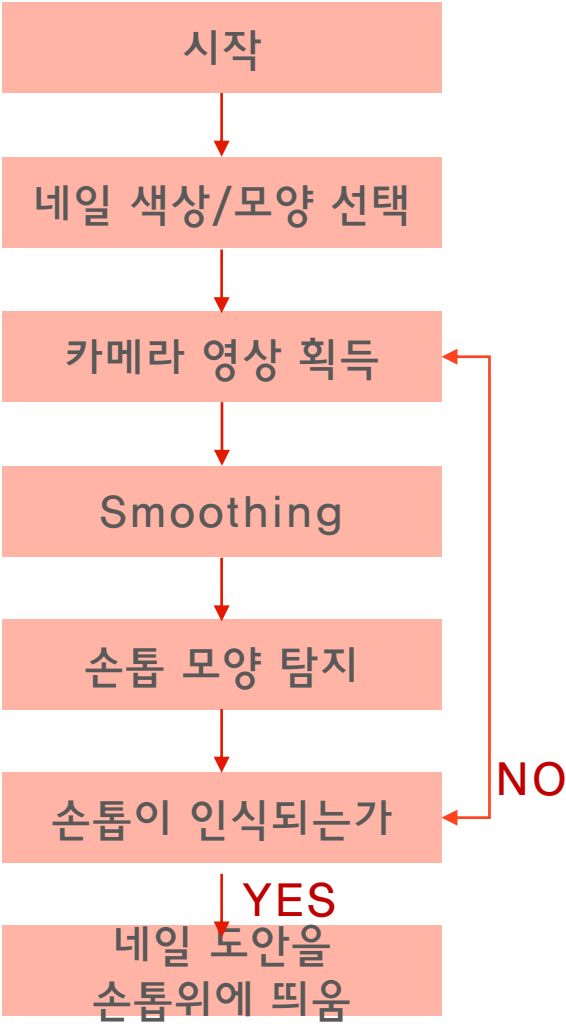 시작
네일 색상/모양 선택
카메라 영상 획득
Smoothing
손톱 모양 탐지
NO
손톱이 인식되는가
YES
네일 도안을
손톱위에 띄움